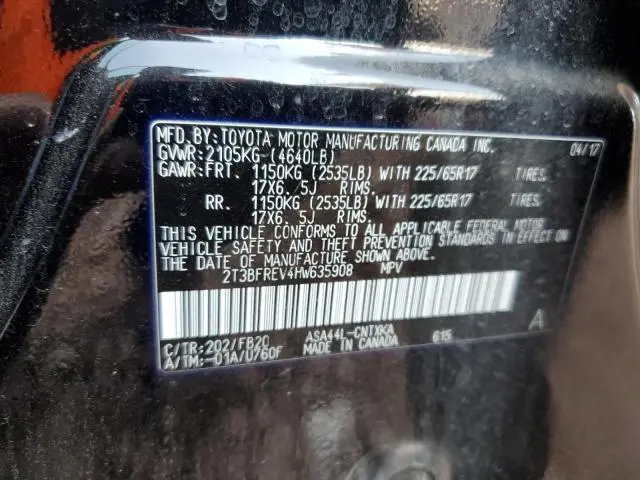 MFD.BY:TOYOTA MOTOR MANUFACTURING CANADA INC.
04/17
GVWR:2105KG (4640LB)
GAWR:FRT. 1150KG (2535LB) WITH 225/65R17 TIRES,
17X6.5J RIMS.
RR. 1150KG (2535LB) WITH 225/65R17 TIRES,
17X6.5J RIMS.
THIS VEHICLE CONFORMS TO ALL APPLICABLE FEDERAL MOTOR
VEHICLE SAFETY AND THEFT PREVENTION STANDARDS IN EFFECT ON
THE DATE OF MANUFACTURE SHOWN ABOVE.
2T3BFREV4HW635908 MPV
C/TR:202/FB20 ASA44L-CNTXKA 615 A
A/TM:-01A/U760F MADE IN CANADA